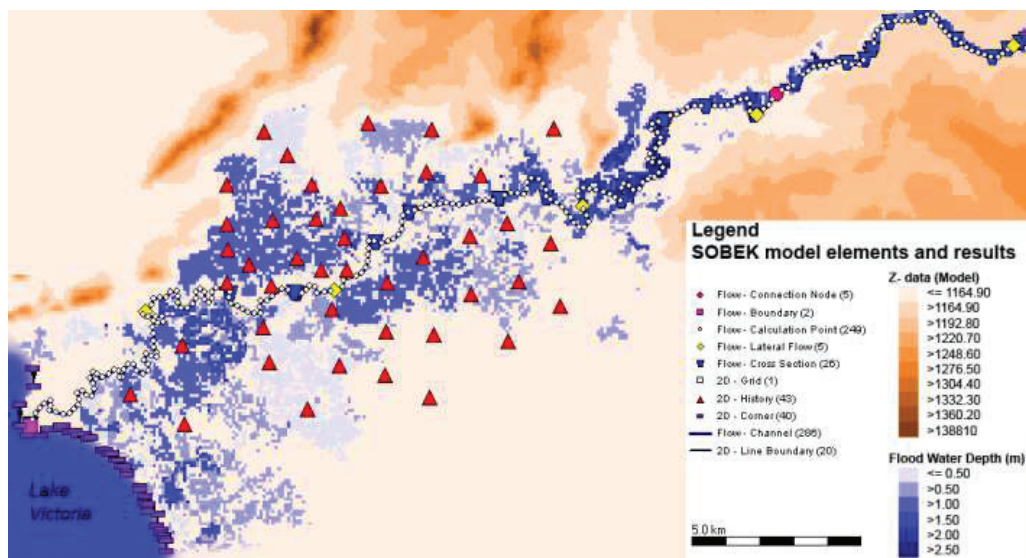 Lake
Victoria
Legend
SOBEK model elements and results
Flow - Connection Node (5)
Flow - Boundary (2)
Flow - Calculation Point (249)
Flow - Lateral Flow (5)
Flow - Cross Section (26)
2D - Grid (1)
2D - History (43)
2D - Corner (40)
Flow - Channel (286)
2D - Line Boundary (20)
5.0 km
Z- data (Model)
<= 1164.90
>1164.90
>1192.80
>1220.70
>1248.60
>1276.50
>1304.40
>1332.30
>1360.20
>138810
Flood Water Depth (m)
<= 0.50
>0.50
>1.00
>1.50
>2.00
>2.50